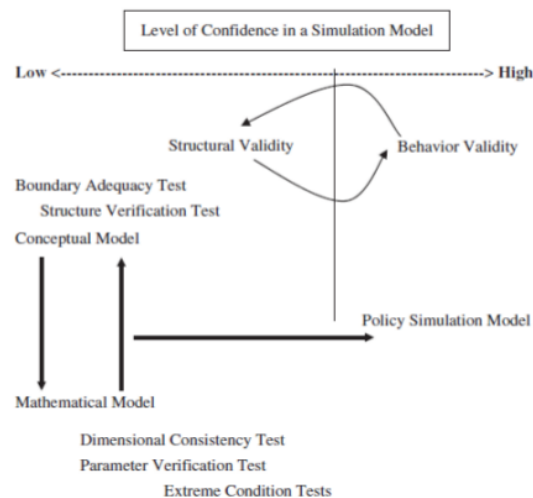 Level of Confidence in a Simulation Model
Low <--------------------------------------------------------------------> High
Structural Validity
Behavior Validity
Boundary Adequacy Test
Structure Verification Test
Conceptual Model
Policy Simulation Model
Mathematical Model
Dimensional Consistency Test
Parameter Verification Test
Extreme Condition Tests